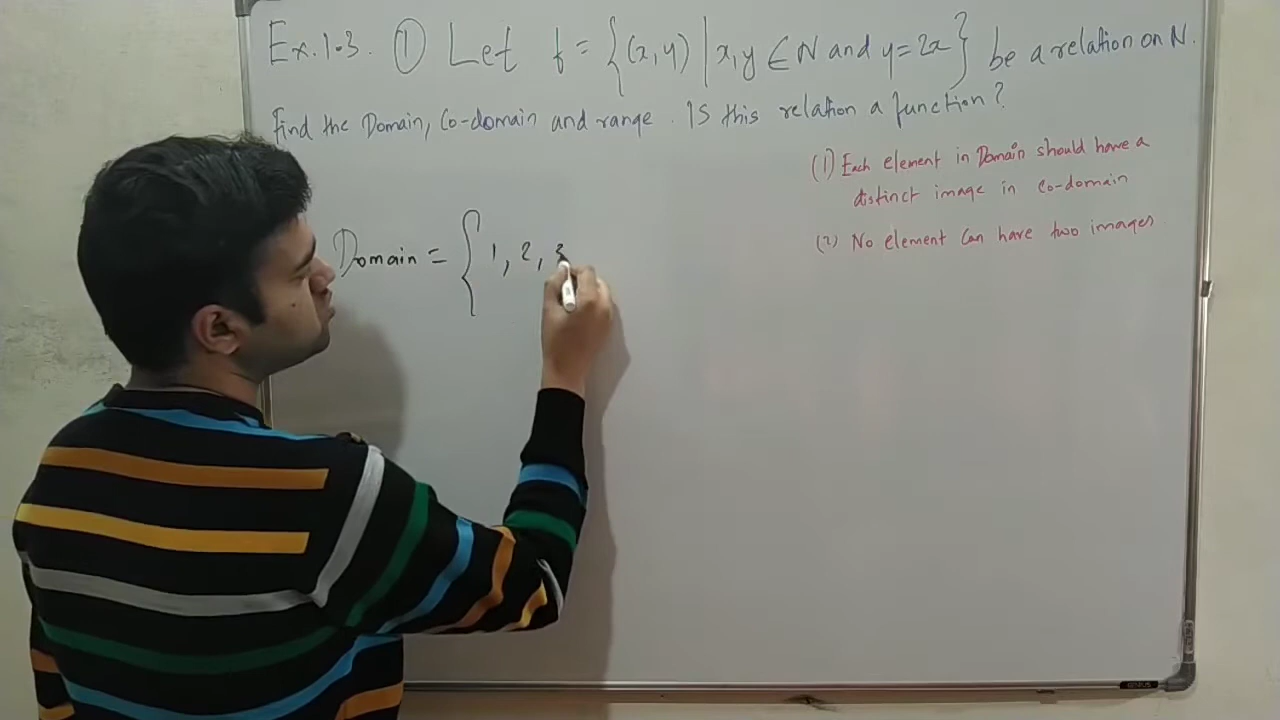 Ex.1.3. ① Let f = {(x,y) | x,y ∈ N and y=2x} be a relation on N.
Find the Domain, Co-domain and range. Is this relation a function?
(1) Each element in Domain should have a
distinct image in Co-domain
(2) No element can have two images
Domain = { 1, 2, 3